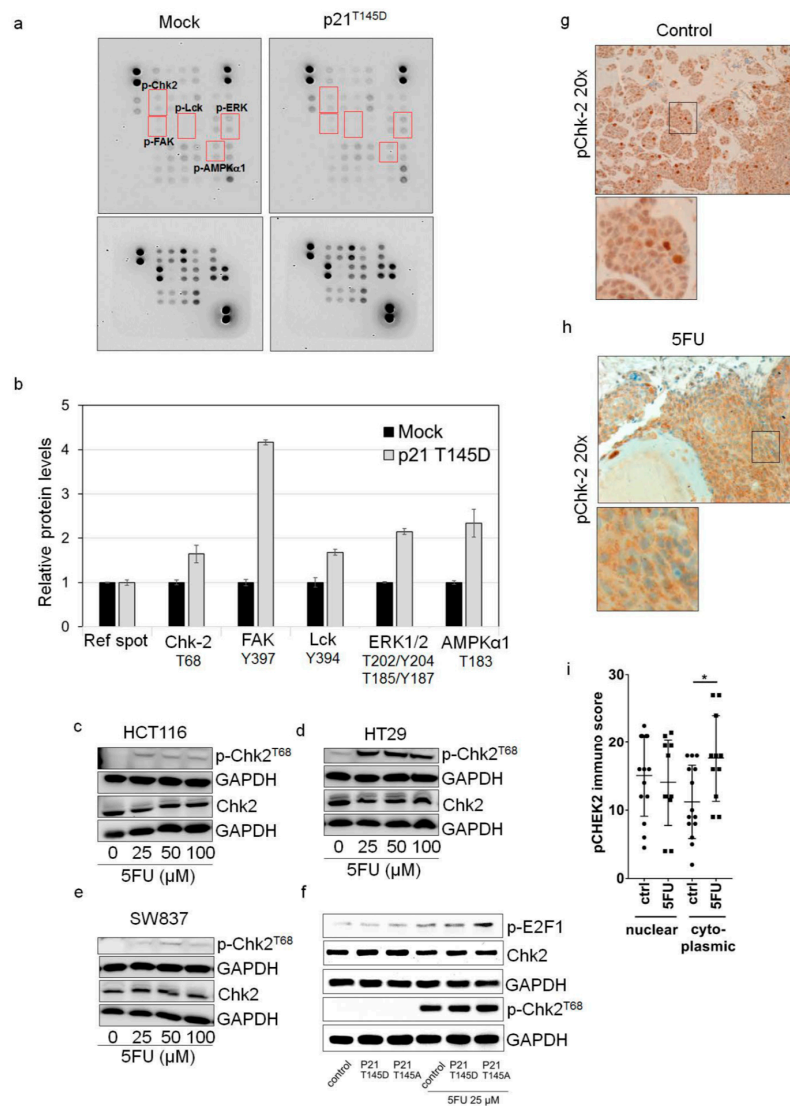 a
Mock
p21T145D
p-Chk2
p-Lck
p-ERK
p-FAK
p-AMPKα1
b
Relative protein levels
5
4
3
2
1
0
Mock
p21 T145D
Ref spot
Chk-2
T68
FAK
Y397
Lck
Y394
ERK1/2
T202/Y204
T185/Y187
AMPKα1
T183
c
HCT116
p-Chk2T68
GAPDH
Chk2
GAPDH
0 25 50 100
5FU (µM)
d
HT29
p-Chk2T68
GAPDH
Chk2
GAPDH
0 25 50 100
5FU (µM)
e
SW837
p-Chk2T68
GAPDH
Chk2
GAPDH
0 25 50 100
5FU (µM)
f
p-E2F1
Chk2
GAPDH
p-Chk2T68
GAPDH
control
P21 T145D
P21 T145A
control
P21 T145D
P21 T145A
5FU 25 µM
g
Control
pChk-2 20x
h
5FU
pChk-2 20x
i
pCHEK2 immuno score
30
20
10
0
*
ctrl
5FU
ctrl
5FU
nuclear
cyto-
plasmic